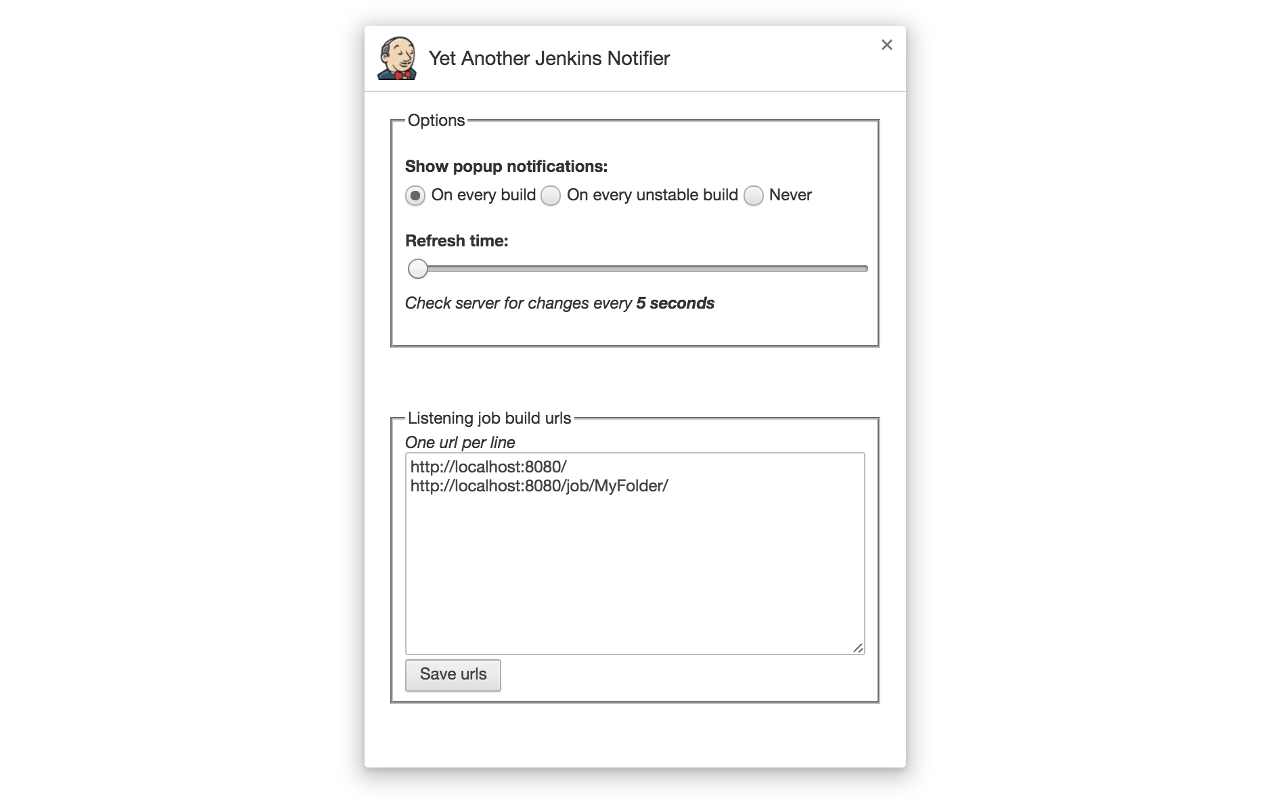 Yet Another Jenkins Notifier
×
Options
Show popup notifications:
On every build On every unstable build Never
Refresh time:
Check server for changes every 5 seconds
Listening job build urls
One url per line
http://localhost:8080/
http://localhost:8080/job/MyFolder/
Save urls